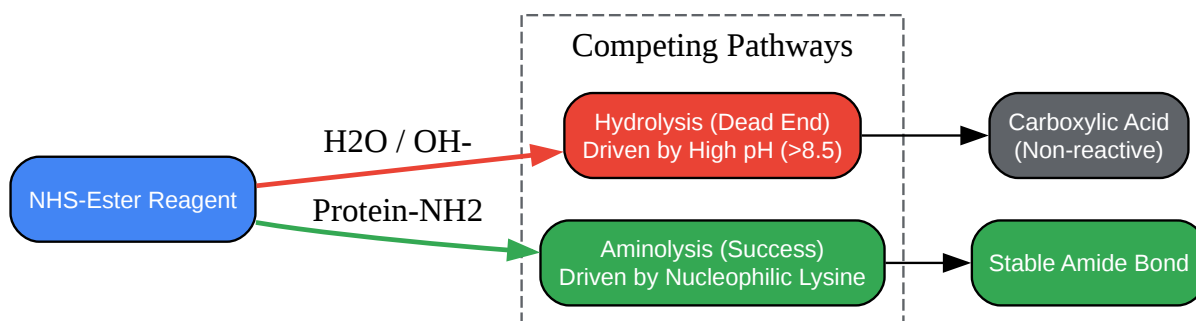 Competing Pathways
H2O / OH-
Hydrolysis (Dead End)
Driven by High pH (>8.5)
Carboxylic Acid
(Non-reactive)
NHS-Ester Reagent
Protein-NH2
Aminolysis (Success)
Driven by Nucleophilic Lysine
Stable Amide Bond